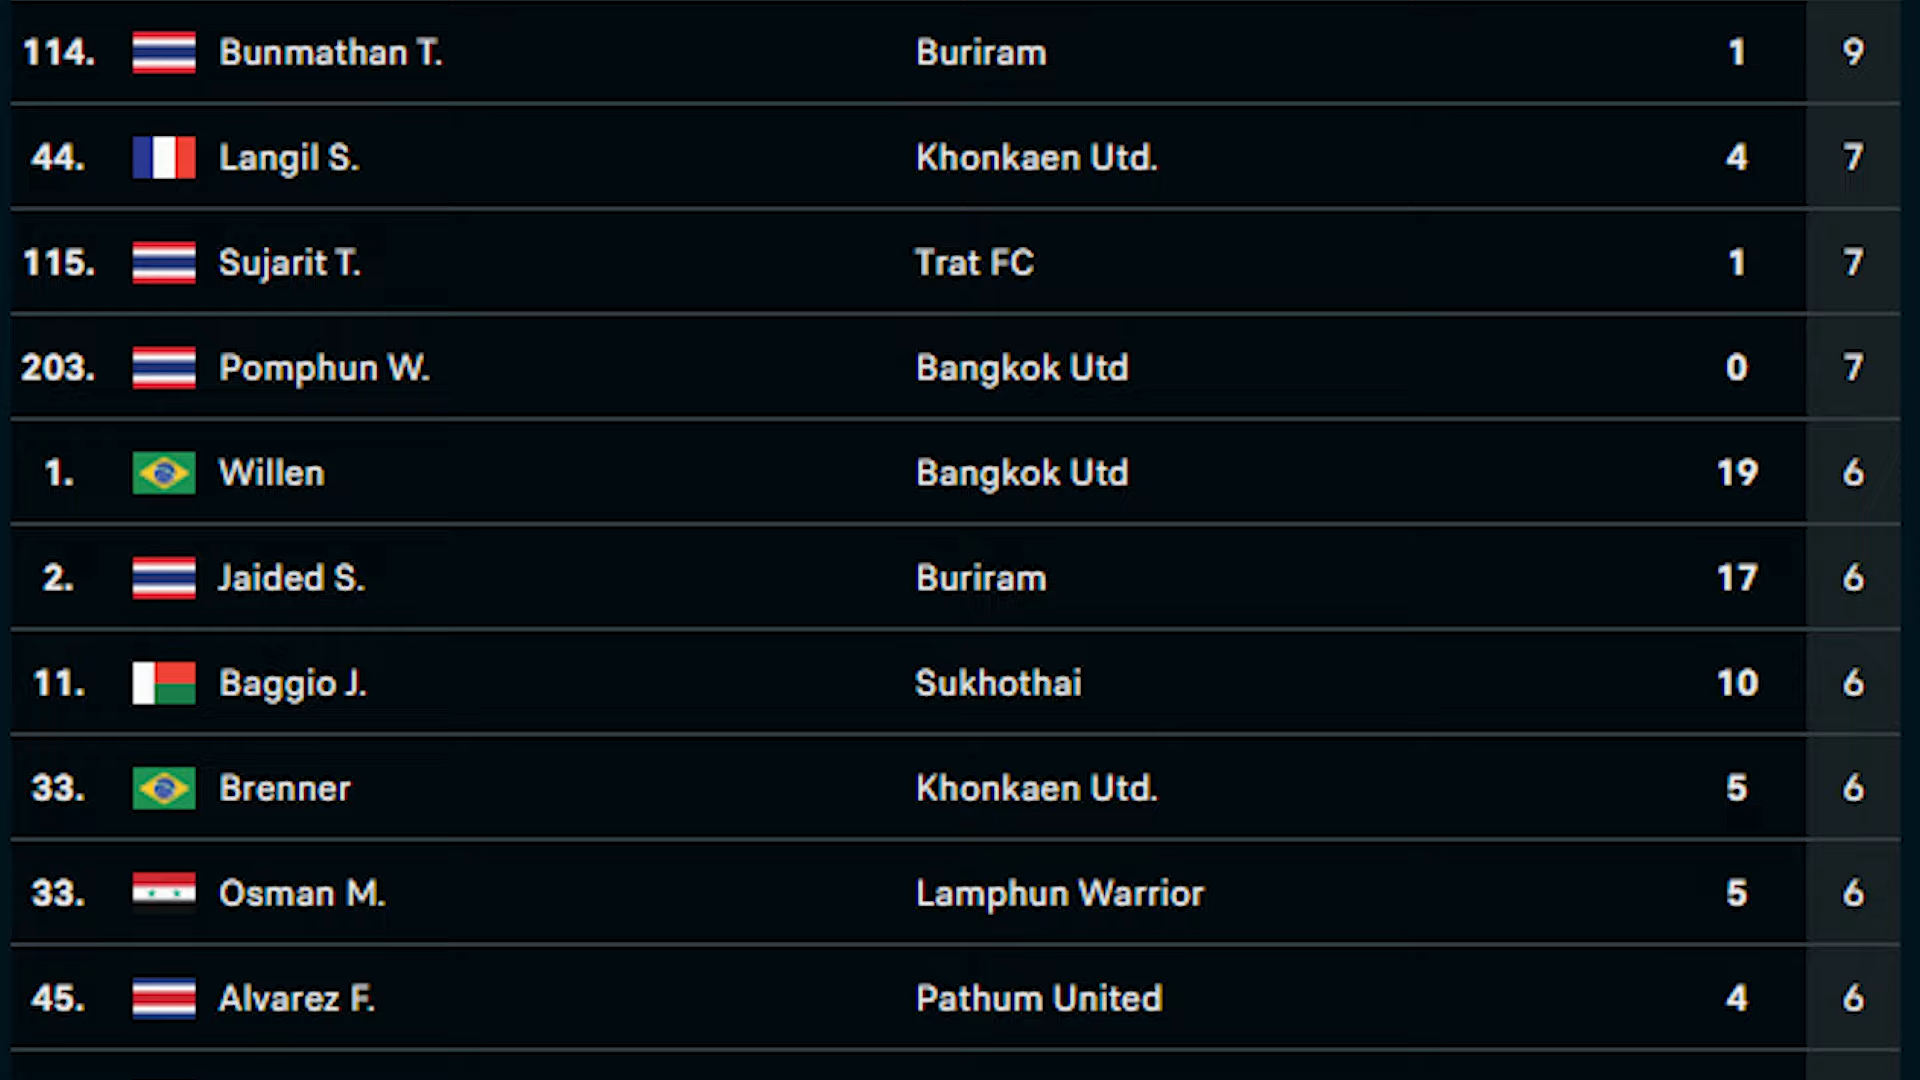 114. Bunmathan T. Buriram 1 9
44. Langil S. Khonkaen Utd. 4 7
115. Sujarit T. Trat FC 1 7
203. Pomphun W. Bangkok Utd 0 7
1. Willen Bangkok Utd 19 6
2. Jaided S. Buriram 17 6
11. Baggio J. Sukhothai 10 6
33. Brenner Khonkaen Utd. 5 6
33. Osman M. Lamphun Warrior 5 6
45. Alvarez F. Pathum United 4 6